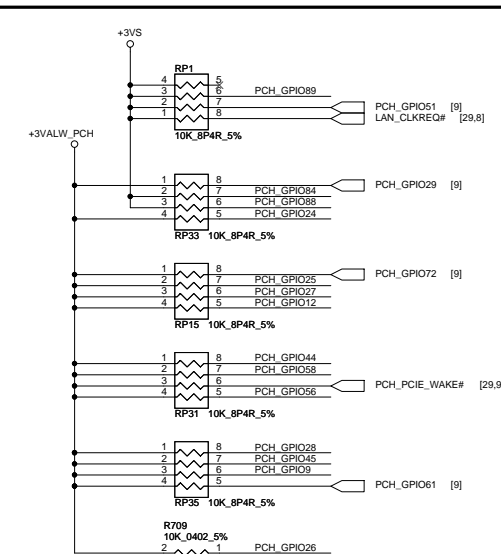 +3VS
RP1
4 5
3 6 PCH_GPIO89
2 7 PCH_GPIO51 [9]
1 8 LAN_CLKREQ# [29,8]
10K_8P4R_5%
+3VALW_PCH
1 8 PCH_GPIO29 [9]
2 7 PCH_GPIO84
3 6 PCH_GPIO88
4 5 PCH_GPIO24
RP33 10K_8P4R_5%
1 8 PCH_GPIO72 [9]
2 7 PCH_GPIO25
3 6 PCH_GPIO27
4 5 PCH_GPIO12
RP15 10K_8P4R_5%
1 8 PCH_GPIO44
2 7 PCH_GPIO58
3 6 PCH_PCIE_WAKE# [29,9
4 5 PCH_GPIO56
RP31 10K_8P4R_5%
1 8 PCH_GPIO28
2 7 PCH_GPIO45
3 6 PCH_GPIO9
4 5 PCH_GPIO61 [9]
RP35 10K_8P4R_5%
R709
10K_0402_5%
2 1 PCH_GPIO26